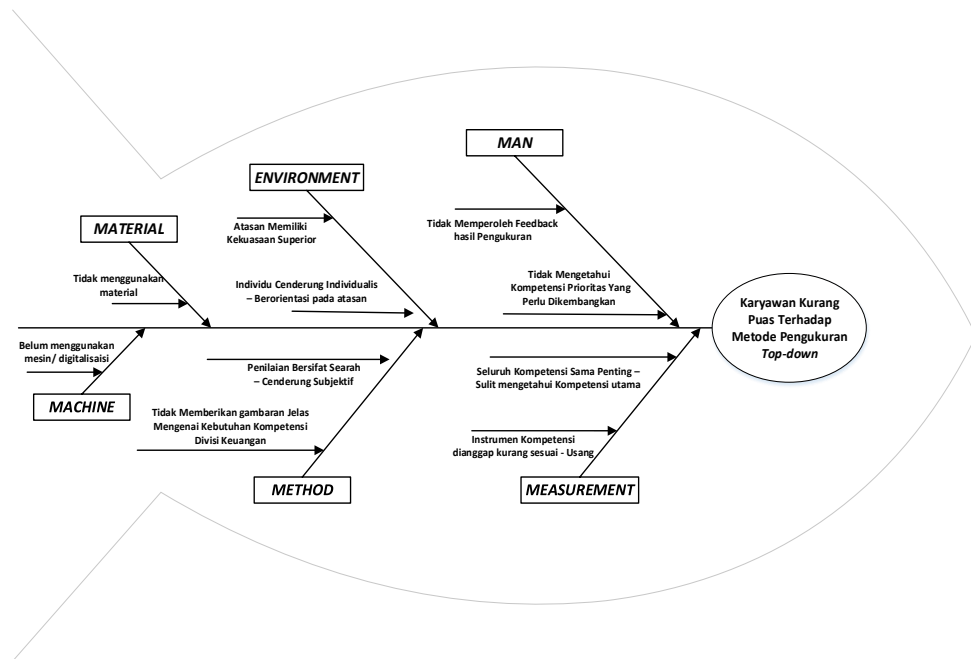 MAN
ENVIRONMENT
Tidak Memperoleh Feedback
hasil Pengukuran
MATERIAL
Atasan Memiliki
Kekuasaan Superior
Tidak Mengetahui
Kompetensi Prioritas Yang
Perlu Dikembangkan
Tidak menggunakan
material
Individu Cenderung Individualis
– Berorientasi pada atasan
Karyawan Kurang
Puas Terhadap
Metode Pengukuran
Top-down
Belum menggunakan
mesin/ digitalisaisi
MACHINE
Penilaian Bersifat Searah
– Cenderung Subjektif
Seluruh Kompetensi Sama Penting –
Sulit mengetahui Kompetensi utama
Tidak Memberikan gambaran Jelas
Mengenai Kebutuhan Kompetensi
Divisi Keuangan
Instrumen Kompetensi
dianggap kurang sesuai - Usang
METHOD
MEASUREMENT